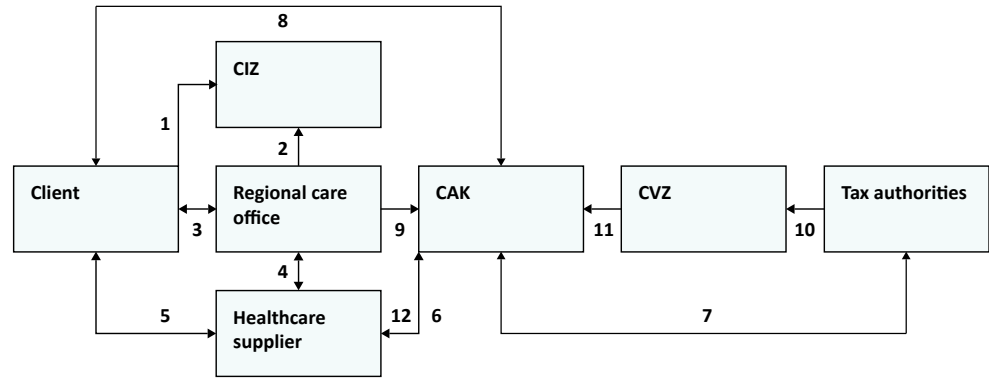 8
CIZ
1
2
Client
Regional care
office
CAK
CVZ
Tax authorities
3
9
11
10
4
Healthcare
supplier
5
12
6
7